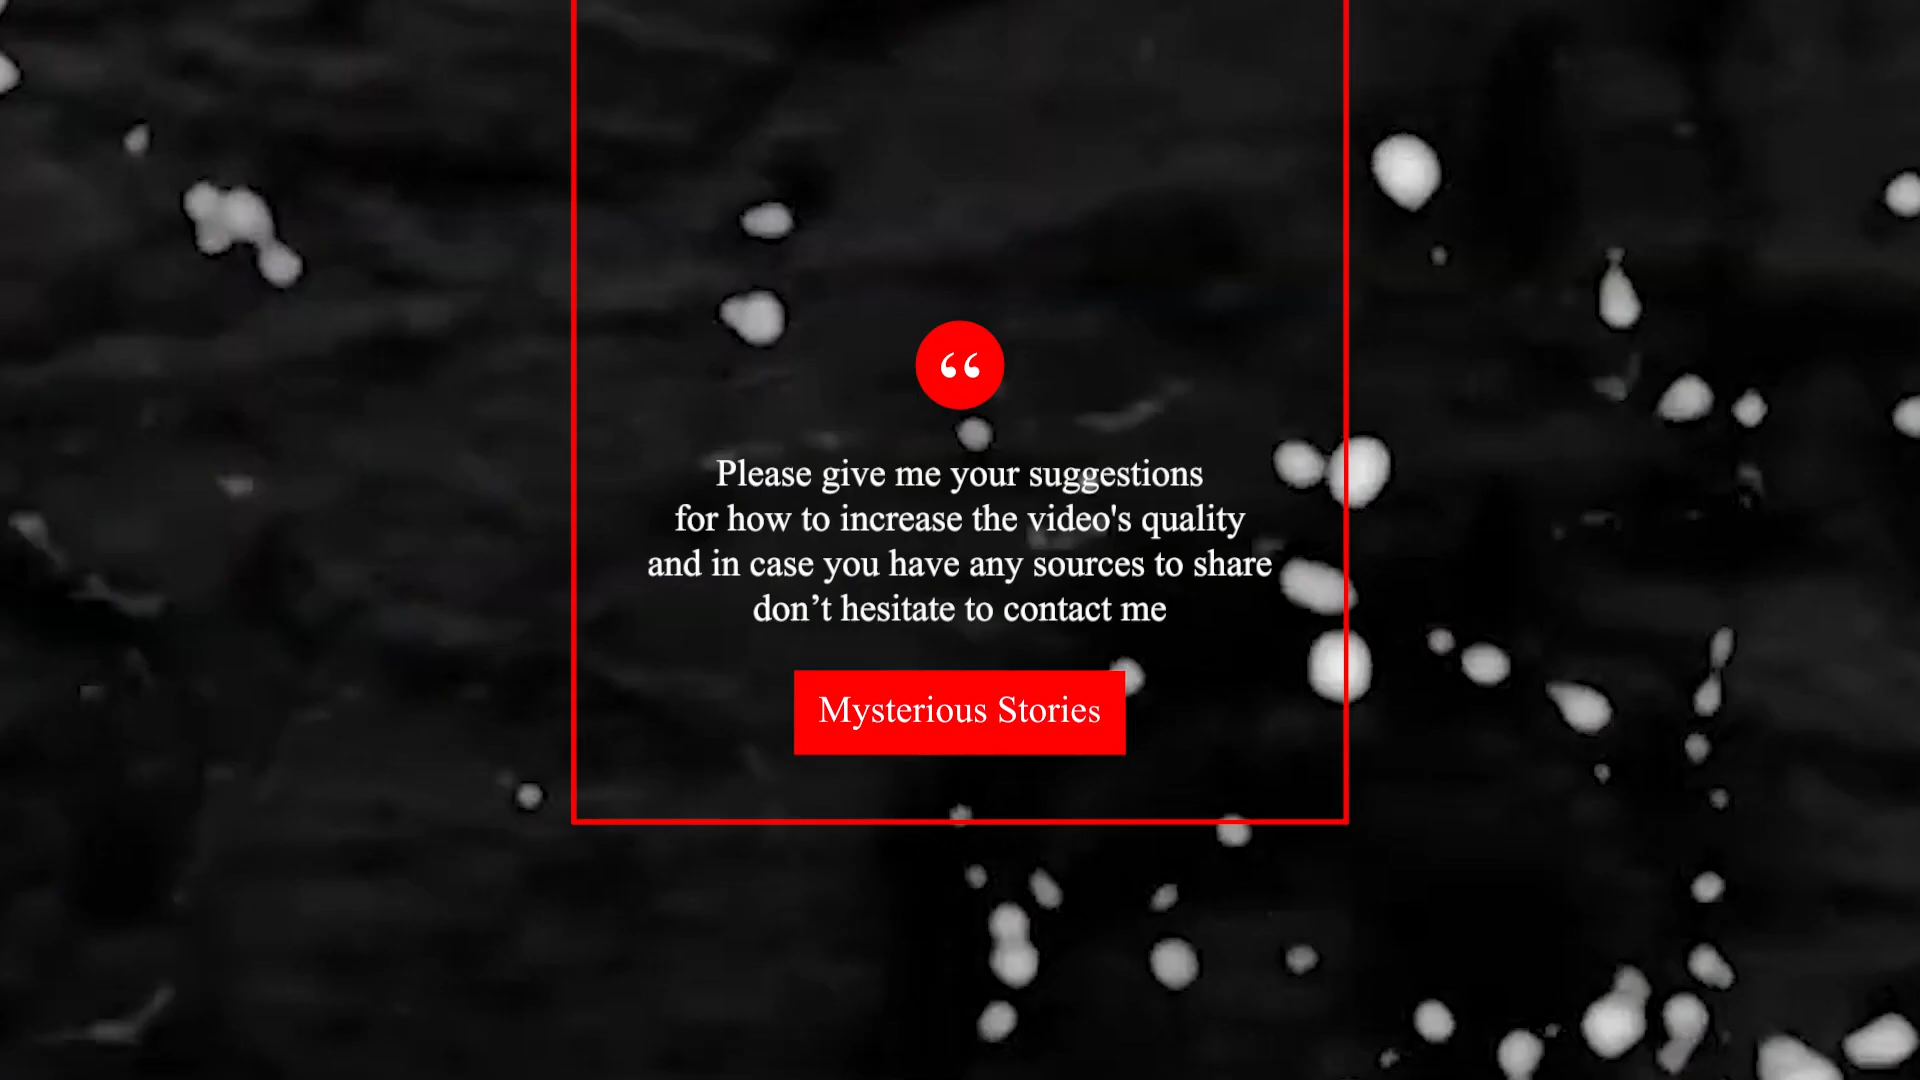 “
Please give me your suggestions
for how to increase the video's quality
and in case you have any sources to share
don’t hesitate to contact me
Mysterious Stories